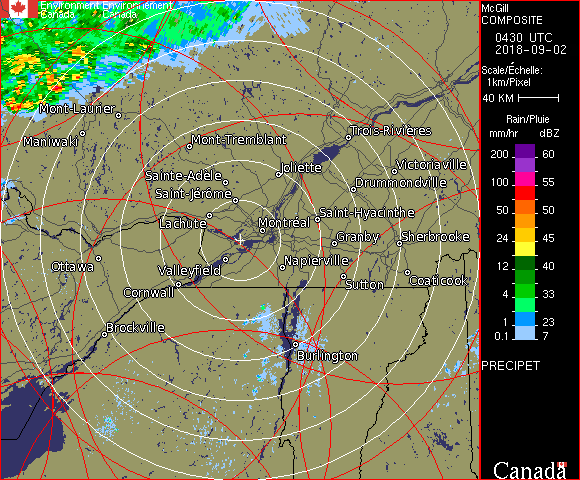 Environment Environnement
Canada Canada
Mont-Laurier
Maniwaki
Mont-Tremblant
Trois-Rivières
Sainte-Adèle
Joliette
Victoriaville
Saint-Jérôme
Drummondville
Lachute
Montréal
Saint-Hyacinthe
Granby
Sherbrooke
Ottawa
Valleyfield
Napierville
Cornwall
Sutton
Coaticook
Brockville
Burlington
McGill
COMPOSITE
0430 UTC
2018-09-02
Scale/Échelle:
1km/Pixel
40 KM
Rain/Pluie
mm/hr dBZ
200 60
150 57
100 55
50 50
24 45
12 40
4 33
1 23
0.1 7
PRECIPET
Canada